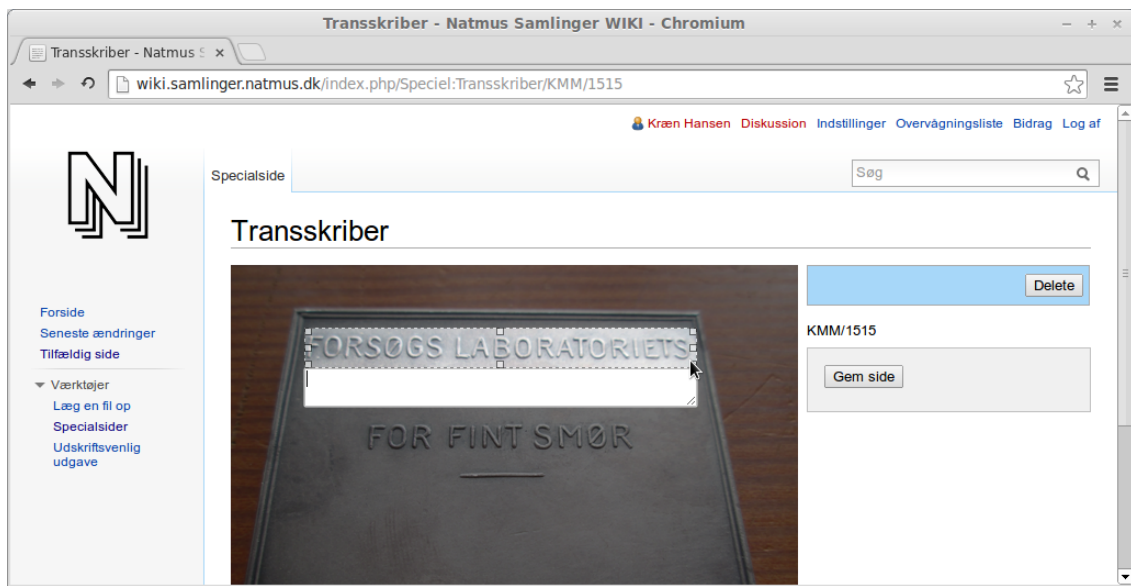 Transskriber - Natmus Samlinger WIKI - Chromium
Transskriber - Natmus S
wiki.samlinger.natmus.dk/index.php/Speciel:Transskriber/KMM/1515
Kræn Hansen Diskussion Indstillinger Overvågningsliste Bidrag Log af
N
Specialside
Søg
Transskriber
Delete
Forside
Seneste ændringer
Tilfældig side
Værktøjer
Læg en fil op
Specialsider
Udskriftsvenlig
udgave
FORSØGS LABORATORIETS
FOR FINT SMØR
KMM/1515
Gem side